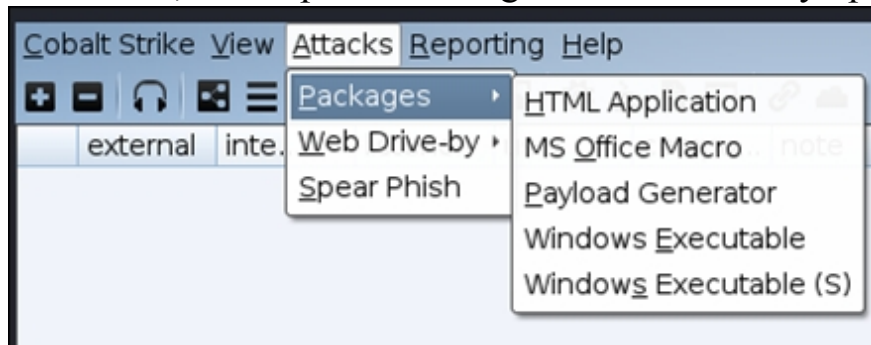 Cobalt Strike View Attacks Reporting Help
Packages
Web Drive-by
Spear Phish
HTML Application
MS Office Macro
Payload Generator
Windows Executable
Windows Executable (S)
external inte.
note